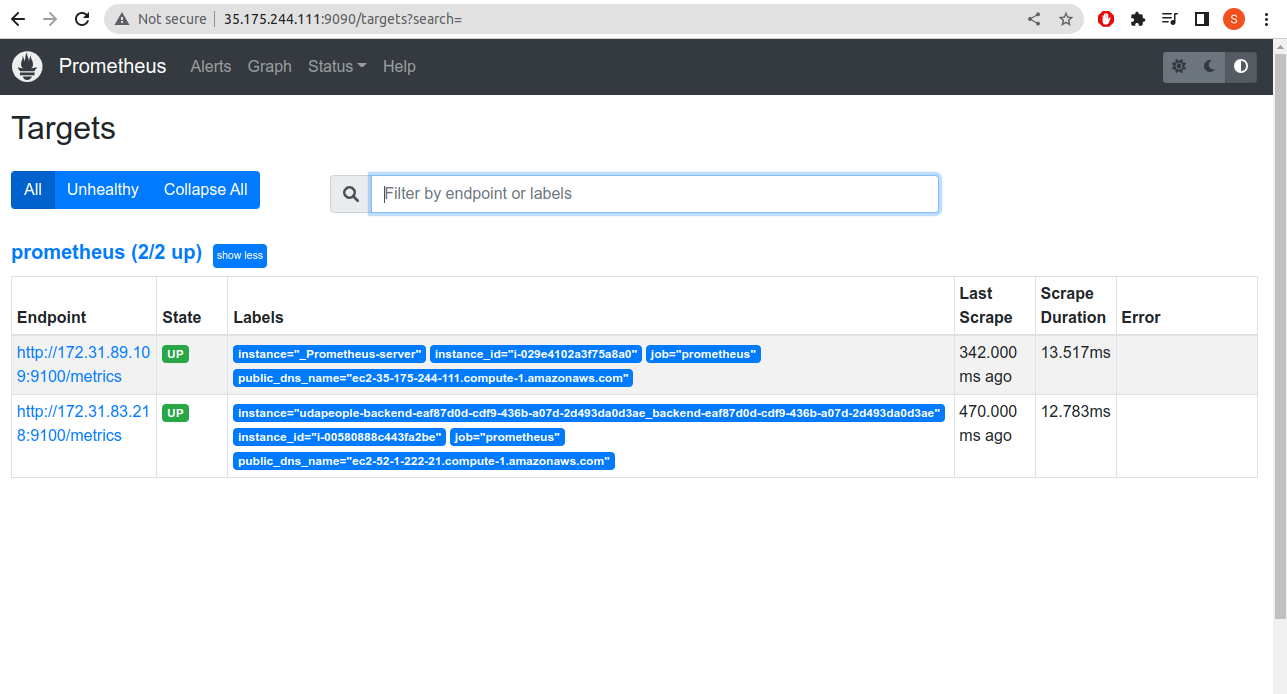 Not secure 35.175.244.111:9090/targets?search=
S
Prometheus Alerts Graph Status Help
Targets
All Unhealthy Collapse All
Filter by endpoint or labels
prometheus (2/2 up) show less
Endpoint State Labels Last Scrape Scrape Duration Error
http://172.31.89.109:9100/metrics UP instance="_Prometheus-server" instance_id="i-029e4102a3f75a8a0" job="prometheus"
public_dns_name="ec2-35-175-244-111.compute-1.amazonaws.com" 342.000 ms ago 13.517ms
http://172.31.83.218:9100/metrics UP instance="udapeople-backend-eaf87d0d-cdf9-436b-a07d-2d493da0d3ae_backend-eaf87d0d-cdf9-436b-a07d-2d493da0d3ae"
instance_id="i-00580888c443fa2be" job="prometheus"
public_dns_name="ec2-52-1-222-21.compute-1.amazonaws.com" 470.000 ms ago 12.783ms